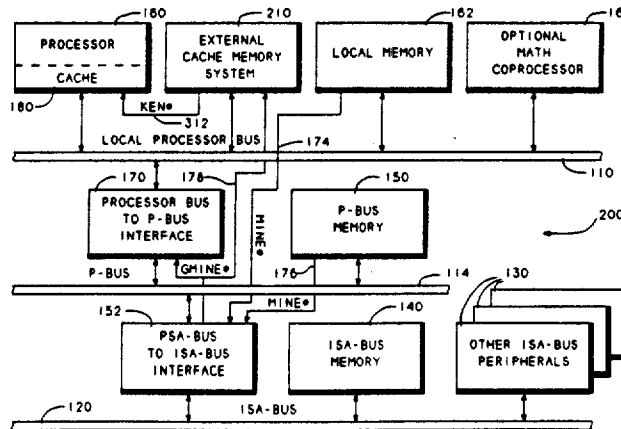 160
210
162
16
PROCESSOR
CACHE
EXTERNAL
CACHE MEMORY
SYSTEM
LOCAL MEMORY
OPTIONAL
MATH
COPROCESSOR
180
KEN*
312
LOCAL PROCESSOR BUS
174
110
170
178
150
PROCESSOR BUS
TO P-BUS
INTERFACE
MINE*
P-BUS
MEMORY
200
GMINE*
176
P-BUS
114
152
MINE*
140
130
PSA-BUS
TO ISA-BUS
INTERFACE
ISA-BUS
MEMORY
OTHER ISA-BUS
PERIPHERALS
120
ISA-BUS